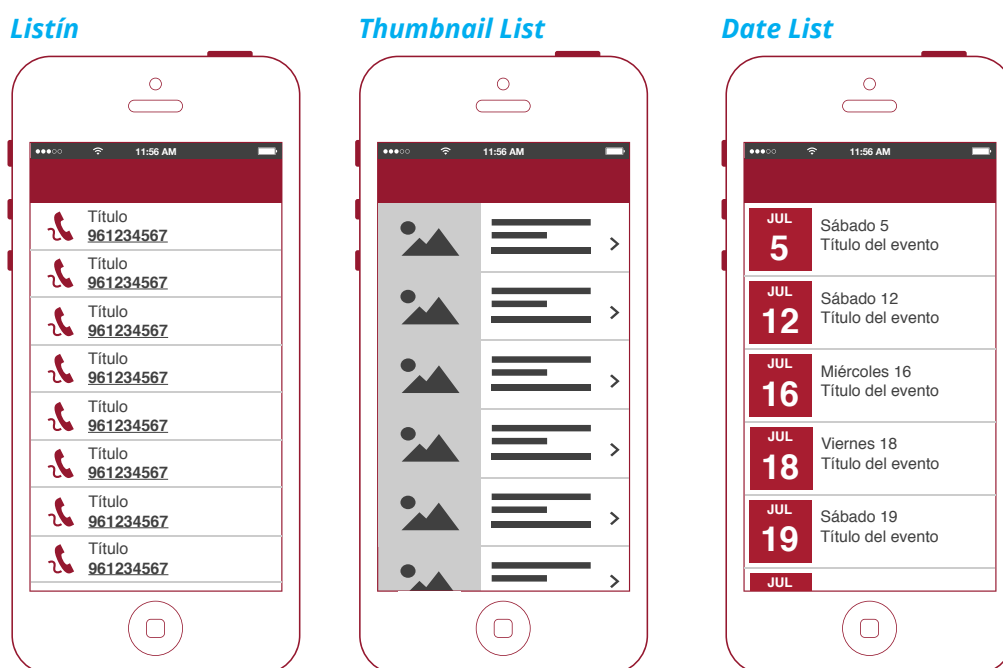 Listín
11:56 AM
Título
961234567
Título
961234567
Título
961234567
Título
961234567
Título
961234567
Título
961234567
Título
961234567
Título
961234567
Thumbnail List
11:56 AM
Date List
11:56 AM
JUL
5
Sábado 5
Título del evento
JUL
12
Sábado 12
Título del evento
JUL
16
Miércoles 16
Título del evento
JUL
18
Viernes 18
Título del evento
JUL
19
Sábado 19
Título del evento
JUL